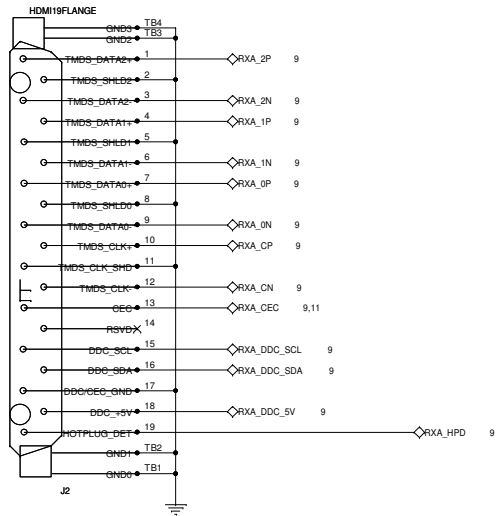 HDMI19FLANGE
GND3 TB4
GND2 TB3
TMDS_DATA2+ 1 RXA_2P 9
TMDS_SHLD2 2
TMDS_DATA2- 3 RXA_2N 9
TMDS_DATA1+ 4 RXA_1P 9
TMDS_SHLD1 5
TMDS_DATA1- 6 RXA_1N 9
TMDS_DATA0+ 7 RXA_0P 9
TMDS_SHLD0 8
TMDS_DATA0- 9 RXA_0N 9
TMDS_CLK+ 10 RXA_CP 9
TMDS_CLK_SHD 11
TMDS_CLK- 12 RXA_CN 9
CEC 13 RXA_CEC 9,11
RSVD 14
DDC_SCL 15 RXA_DDC_SCL 9
DDC_SDA 16 RXA_DDC_SDA 9
DDC/CEC_GND 17
DDC_+5V 18 RXA_DDC_5V 9
HOTPLUG_DET 19 RXA_HPD 9
GND1 TB2
GND0 TB1
J2